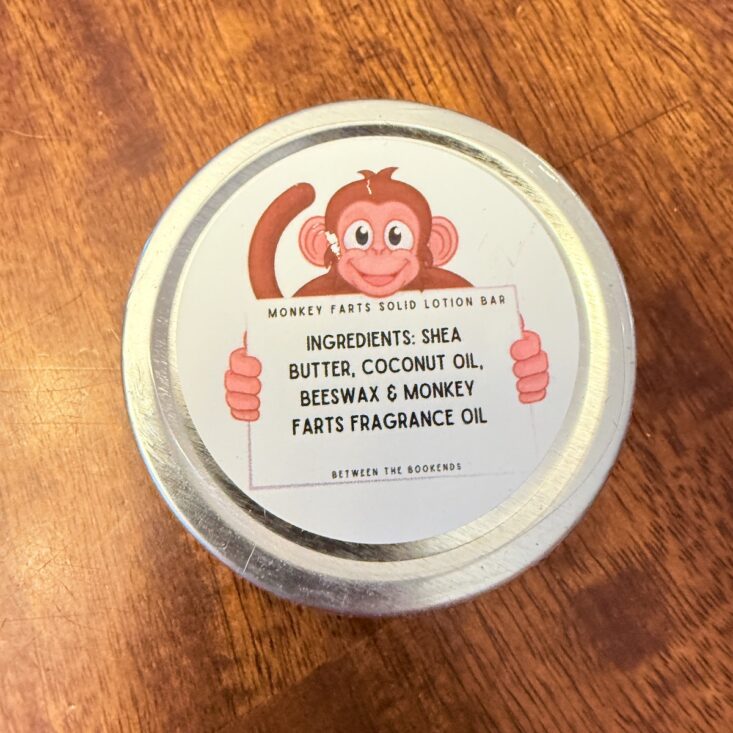 MONKEY FARTS SOLID LOTION BAR
INGREDIENTS: SHEA
BUTTER, COCONUT OIL,
BEESWAX & MONKEY
FARTS FRAGRANCE OIL
BETWEEN THE BOOKENDS